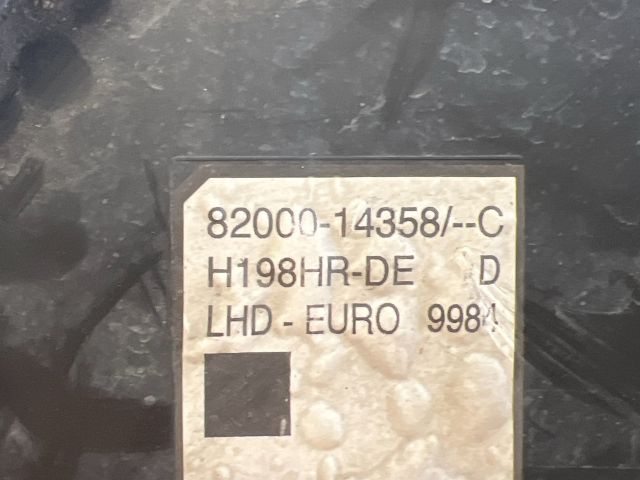 82000-14358/--C
H198HR-DE D
LHD - EURO 9984